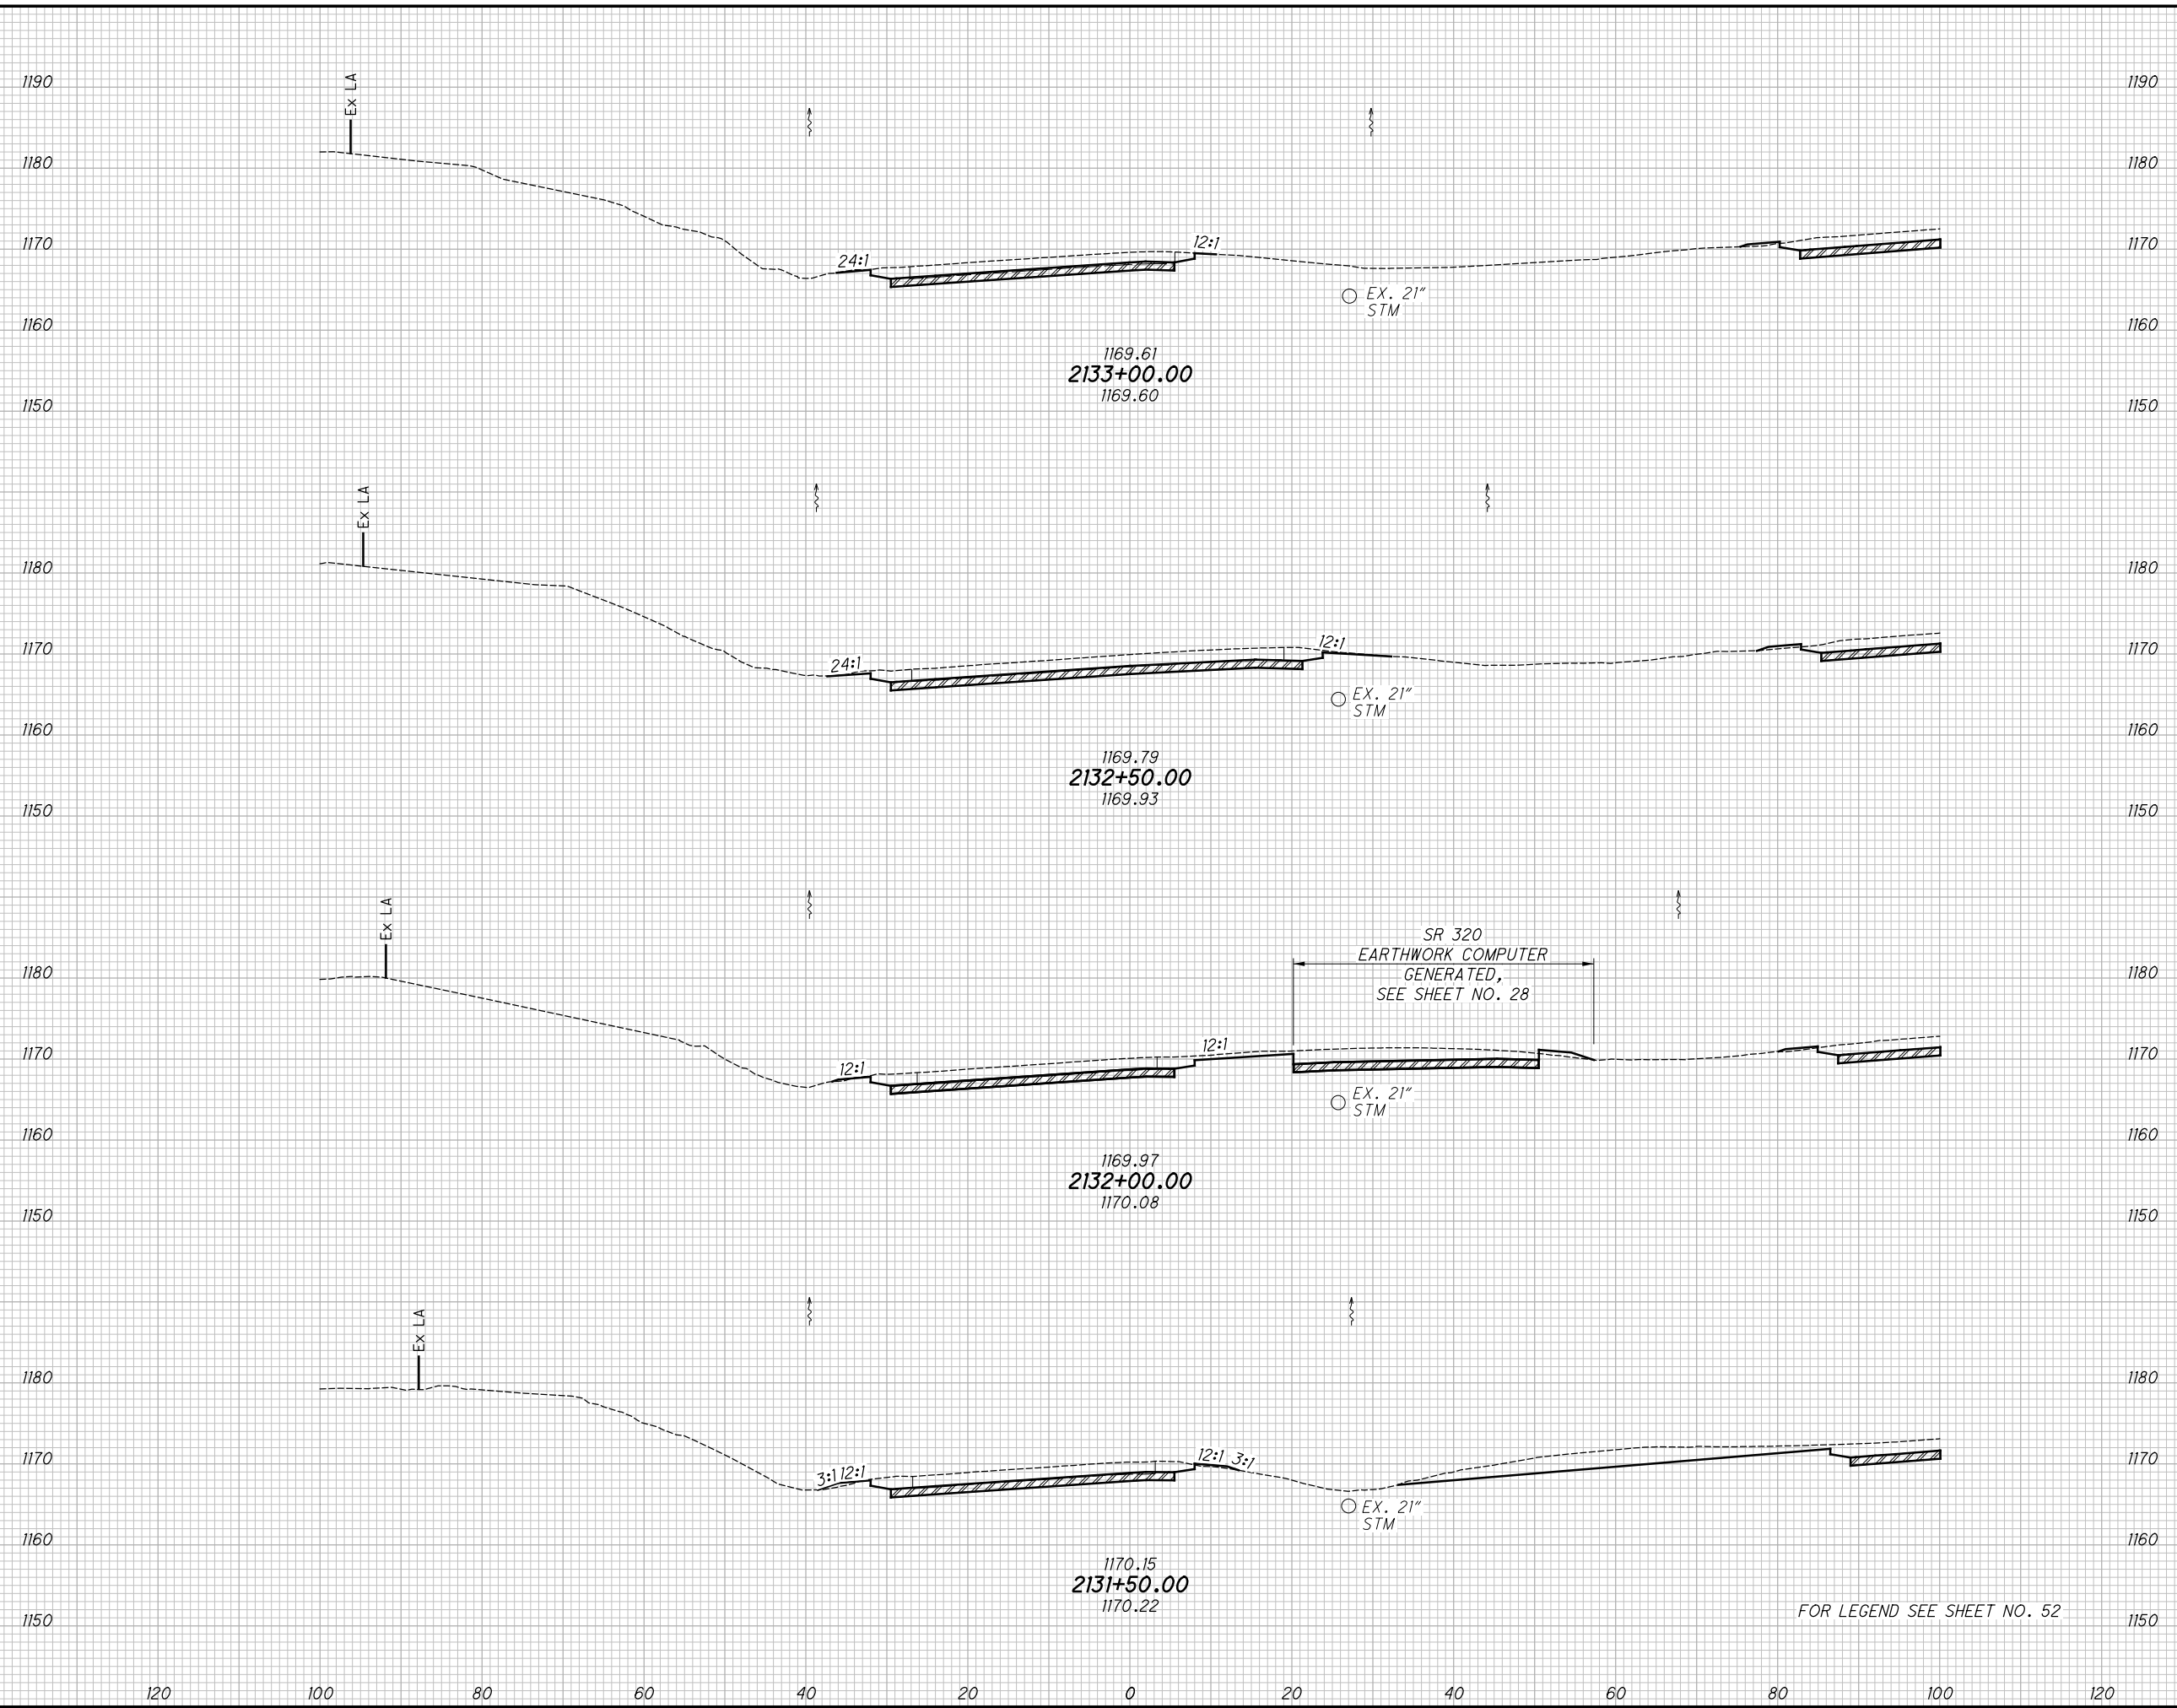 1190 1190
Ex LA
1180 1180
1170 24:1 12:1 1170
EX. 21"
STM
1160 1160
1169.61
2133+00.00
1169.60
1150 1150
Ex LA
1180 1180
1170 24:1 12:1 1170
EX. 21"
STM
1160 1160
1169.79
2132+50.00
1169.93
1150 1150
Ex LA
SR 320
EARTHWORK COMPUTER
GENERATED,
SEE SHEET NO. 28
1180 1180
1170 12:1 12:1 1170
EX. 21"
STM
1160 1160
1169.97
2132+00.00
1170.08
1150 1150
Ex LA
1180 1180
1170 3:1 12:1 12:1 3:1 1170
EX. 21"
STM
1160 1160
1170.15
2131+50.00
1170.22
FOR LEGEND SEE SHEET NO. 52
1150 1150
120 100 80 60 40 20 0 20 40 60 80 100 120